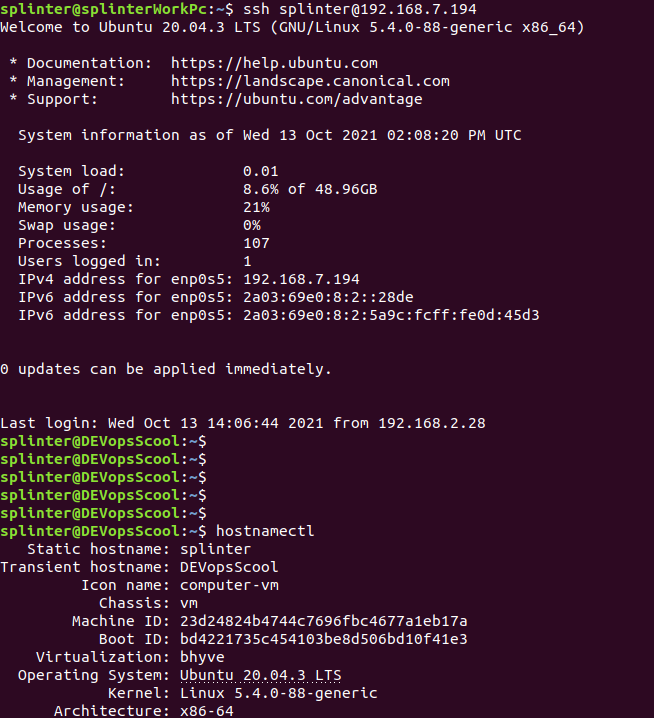 splinter@splinterWorkPc:~$ ssh splinter@192.168.7.194
Welcome to Ubuntu 20.04.3 LTS (GNU/Linux 5.4.0-88-generic x86_64)
* Documentation:  https://help.ubuntu.com
* Management:     https://landscape.canonical.com
* Support:        https://ubuntu.com/advantage
System information as of Wed 13 Oct 2021 02:08:20 PM UTC
System load:             0.01
Usage of /:              8.6% of 48.96GB
Memory usage:            21%
Swap usage:              0%
Processes:               107
Users logged in:         1
IPv4 address for enp0s5: 192.168.7.194
IPv6 address for enp0s5: 2a03:69e0:8:2::28de
IPv6 address for enp0s5: 2a03:69e0:8:2:5a9c:fcff:fe0d:45d3
0 updates can be applied immediately.
Last login: Wed Oct 13 14:06:44 2021 from 192.168.2.28
splinter@DEVopsScool:~$
splinter@DEVopsScool:~$
splinter@DEVopsScool:~$
splinter@DEVopsScool:~$
splinter@DEVopsScool:~$
splinter@DEVopsScool:~$ hostnamectl
Static hostname: splinter
Transient hostname: DEVopsScool
Icon name: computer-vm
Chassis: vm
Machine ID: 23d24824b4744c7696fbc4677a1eb17a
Boot ID: bd4221735c454103be8d506bd10f41e3
Virtualization: bhyve
Operating System: Ubuntu 20.04.3 LTS
Kernel: Linux 5.4.0-88-generic
Architecture: x86-64